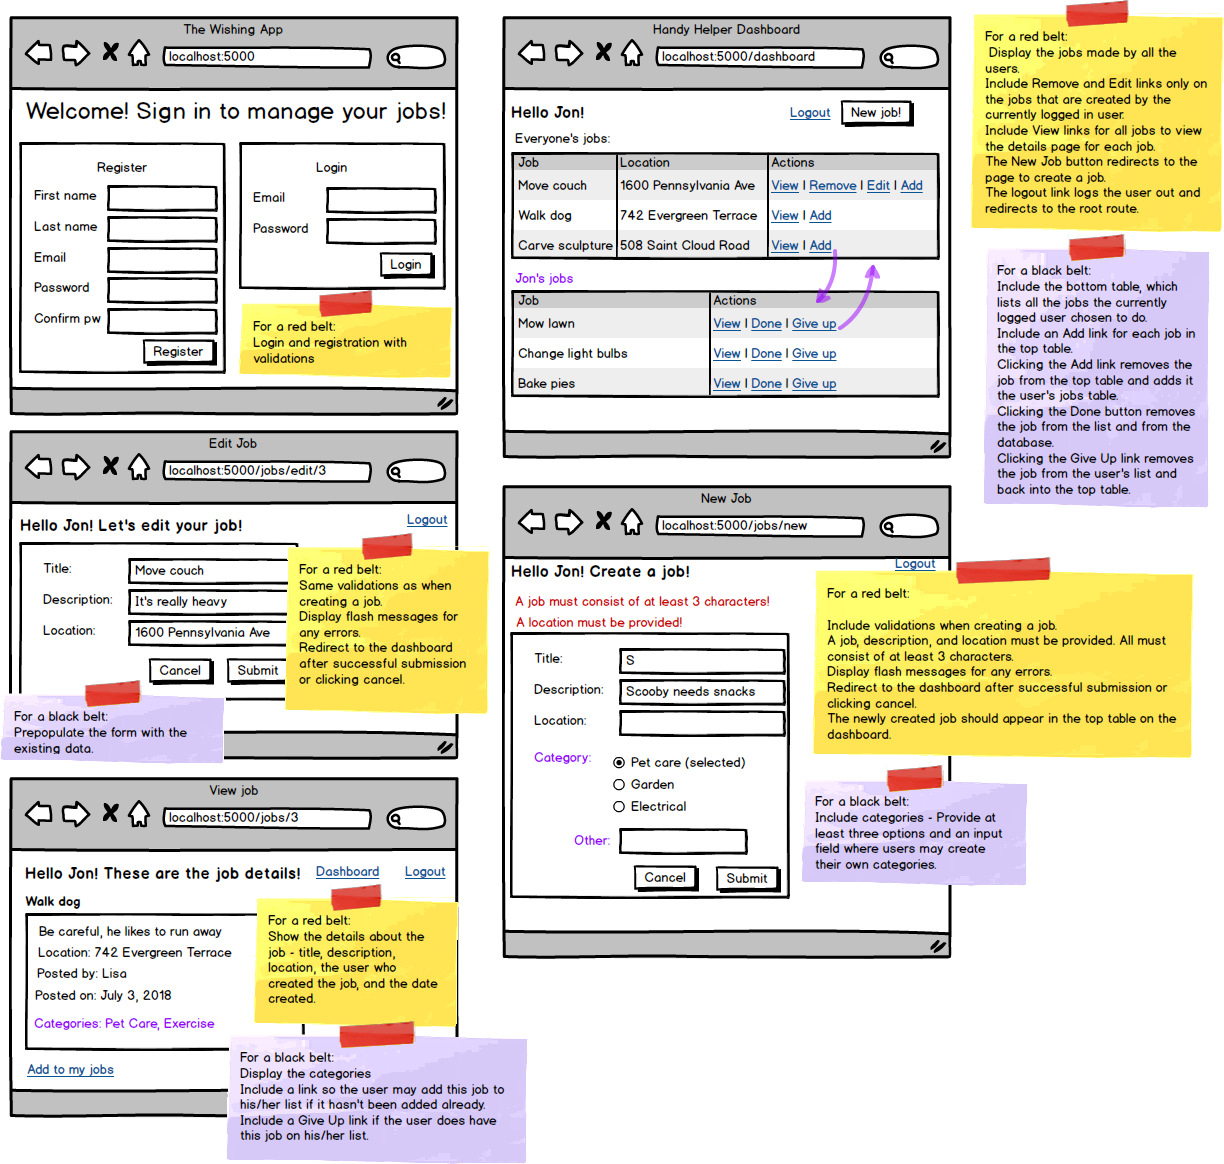 The Wishing App
localhost:5000
Welcome! Sign in to manage your jobs!
Register
First name
Last name
Email
Password
Confirm pw
Register
Login
Email
Password
Login
For a red belt:
Login and registration with
validations
Handy Helper Dashboard
localhost:5000/dashboard
Hello Jon!
Logout
New job!
Everyone's jobs:
Job Location Actions
Move couch 1600 Pennsylvania Ave View | Remove | Edit | Add
Walk dog 742 Evergreen Terrace View | Add
Carve sculpture 508 Saint Cloud Road View | Add
Jon's jobs
Job Actions
Mow lawn View | Done | Give up
Change light bulbs View | Done | Give up
Bake pies View | Done | Give up
For a red belt:
Display the jobs made by all the
users.
Include Remove and Edit links only on
the jobs that are created by the
currently logged in user.
Include View links for all jobs to view
the details page for each job.
The New Job button redirects to the
page to create a job.
The logout link logs the user out and
redirects to the root route.
For a black belt:
Include the bottom table, which
lists all the jobs the currently
logged user chosen to do.
Include an Add link for each job in
the top table.
Clicking the Add link removes the
job from the top table and adds it
the user's jobs table.
Clicking the Done button removes
the job from the list and from the
database.
Clicking the Give Up link removes
the job from the user's list and
back into the top table.
Edit Job
localhost:5000/jobs/edit/3
Hello Jon! Let's edit your job!
Logout
Title: Move couch
Description: It's really heavy
Location: 1600 Pennsylvania Ave
Cancel
Submit
For a red belt:
Same validations as when
creating a job.
Display flash messages for
any errors.
Redirect to the dashboard
after successful submission
or clicking cancel.
For a black belt:
Prepopulate the form with the
existing data.
New Job
localhost:5000/jobs/new
Logout
Hello Jon! Create a job!
A job must consist of at least 3 characters!
A location must be provided!
Title: S
Description: Scooby needs snacks
Location:
Category: Pet care (selected)
Garden
Electrical
Other:
Cancel
Submit
For a red belt:
Include validations when creating a job.
A job, description, and location must be provided. All must
consist of at least 3 characters.
Display flash messages for any errors.
Redirect to the dashboard after successful submission or
clicking cancel.
The newly created job should appear in the top table on the
dashboard.
For a black belt:
Include categories - Provide at
least three options and an input
field where users may create
their own categories.
View job
localhost:5000/jobs/3
Hello Jon! These are the job details!
Dashboard
Logout
Walk dog
Be careful, he likes to run away
Location: 742 Evergreen Terrace
Posted by: Lisa
Posted on: July 3, 2018
Categories: Pet Care, Exercise
Add to my jobs
For a red belt:
Show the details about the
job - title, description,
location, the user who
created the job, and the date
created.
For a black belt:
Display the categories
Include a link so the user may add this job to
his/her list if it hasn't been added already.
Include a Give Up link if the user does have
this job on his/her list.